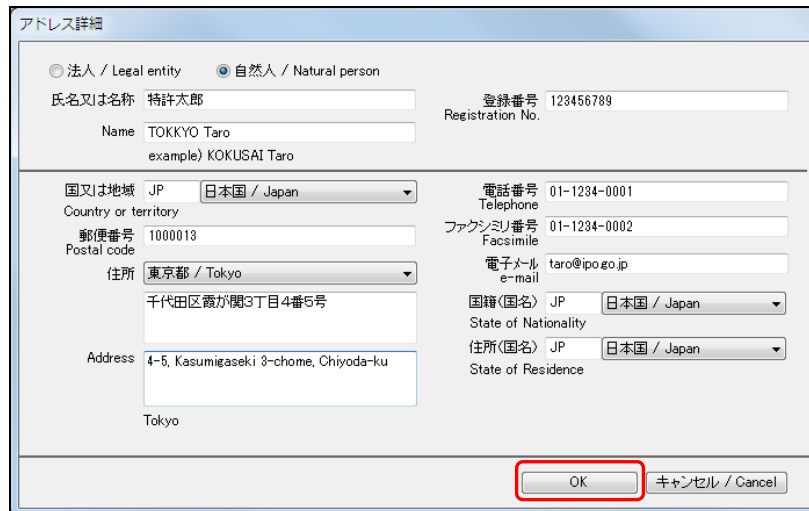 アドレス詳細
法人 / Legal entity 自然人 / Natural person
氏名又は名称 特許太郎
Name TOKKYO Taro
example) KOKUSAI Taro
登録番号 123456789
Registration No.
国又は地域 JP 日本国 / Japan
Country or territory
郵便番号 1000013
Postal code
住所 東京都 / Tokyo
千代田区霞が関3丁目4番5号
Address 4-5, Kasumigaseki 3-chome, Chiyoda-ku
Tokyo
電話番号 01-1234-0001
Telephone
ファクシミリ番号 01-1234-0002
Facsimile
電子メール taro@ipo.go.jp
e-mail
国籍(国名) JP 日本国 / Japan
State of Nationality
住所(国名) JP 日本国 / Japan
State of Residence
OK キャンセル / Cancel